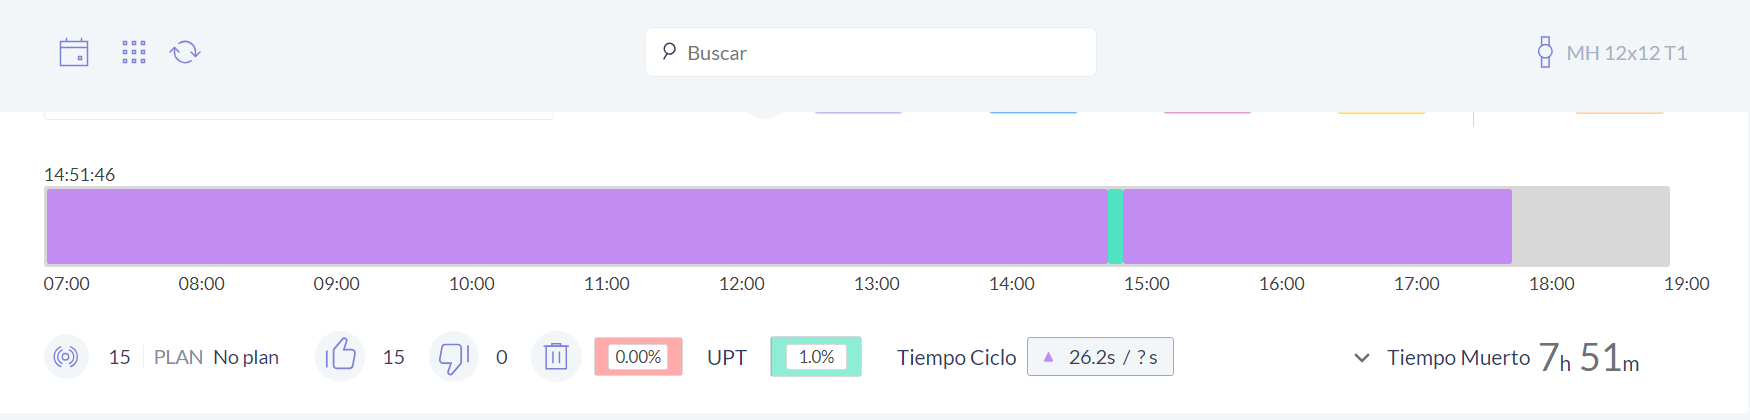 Buscar
MH 12x12 T1
14:51:46
07:00 08:00 09:00 10:00 11:00 12:00 13:00 14:00 15:00 16:00 17:00 18:00 19:00
15 PLAN No plan 15 0 0.00% UPT 1.0% Tiempo Ciclo 26.2s / ? s Tiempo Muerto 7h 51m